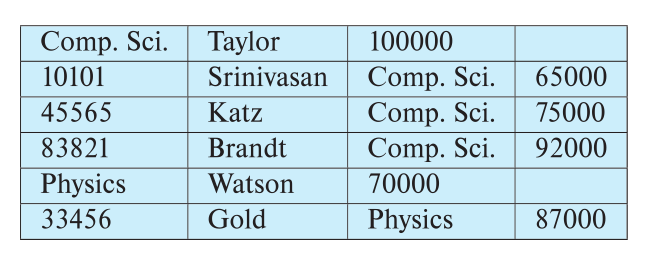 Comp. Sci. Taylor 100000
10101 Srinivasan Comp. Sci. 65000
45565 Katz Comp. Sci. 75000
83821 Brandt Comp. Sci. 92000
Physics Watson 70000
33456 Gold Physics 87000